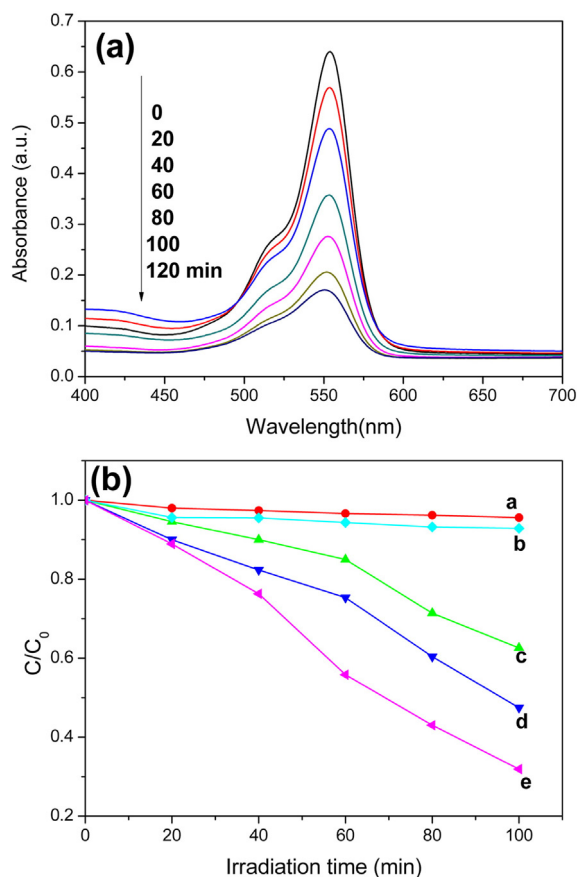 (a)
0.7
0.6
0.5
0.4
0.3
0.2
0.1
0.0
Absorbance (a.u.)
0
20
40
60
80
100
120 min
400 450 500 550 600 650 700
Wavelength(nm)
(b)
1.0
0.8
0.6
0.4
0.2
C/C₀
a
b
c
d
e
0 20 40 60 80 100
Irradiation time (min)